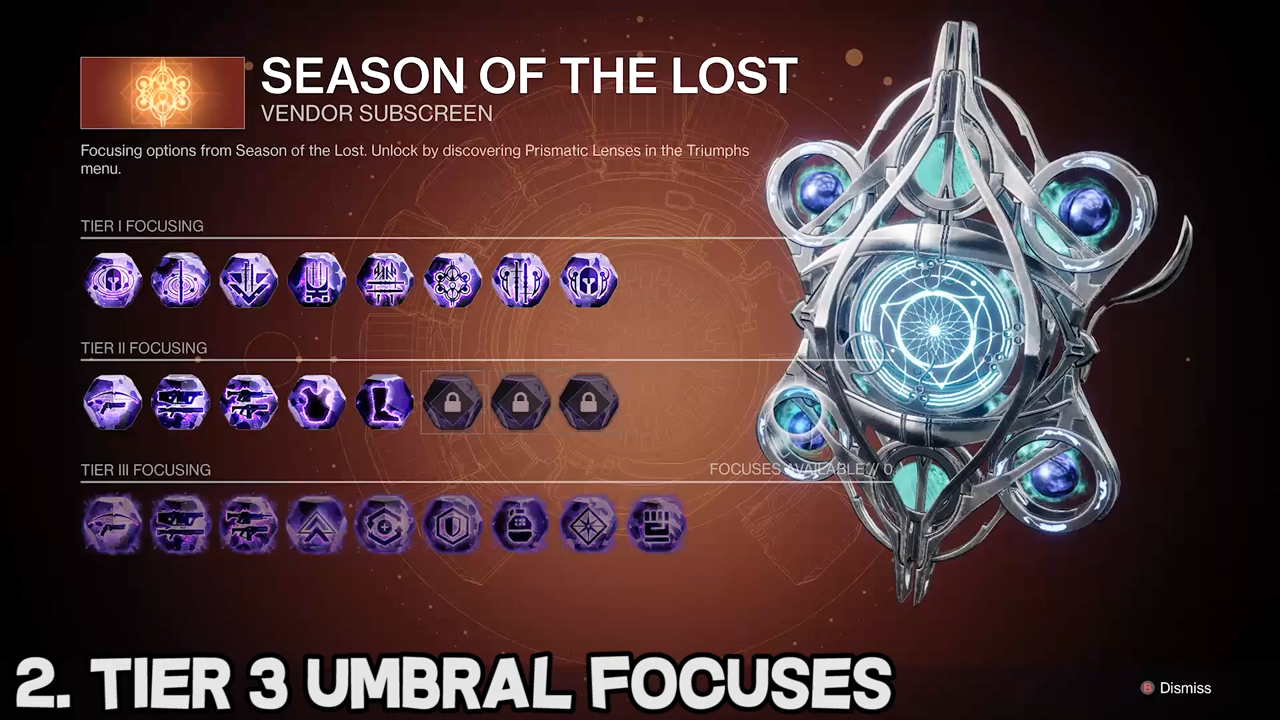 SEASON OF THE LOST
VENDOR SUBSCREEN
Focusing options from Season of the Lost. Unlock by discovering Prismatic Lenses in the Triumphs
menu.
TIER I FOCUSING
TIER II FOCUSING
TIER III FOCUSING
FOCUSES AVAILABLE // 0
2. TIER 3 UMBRAL FOCUSES
B Dismiss